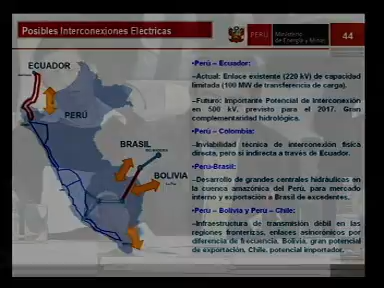 Posibles Interconexiones Electricas
PERÚ
Ministerio
de Energía y Minas
44
ECUADOR
PERÚ
BRASIL
BOLIVIA
•Perú – Ecuador:
–Actual: Enlace existente (220 kV) de capacidad
limitada (100 MW de transferencia de carga).
–Futuro: Importante Potencial de Interconexión
en 500 kV, previsto para el 2017. Gran
complementaridad hidrológica.
•Perú – Colombia:
–Inviabilidad técnica de interconexión física
directa, pero si indirecta a través de Ecuador.
•Perú-Brasil:
–Desarrollo de grandes centrales hidráulicas en
la cuenca amazónica del Perú, para mercado
interno y exportación a Brasil de excedentes.
•Perú – Bolivia y Perú – Chile:
–Infraestructura de transmisión débil en las
regiones fronterizas, enlaces asincrónicos por
diferencia de frecuencia. Bolivia, gran potencial
de exportación. Chile, potencial importador.